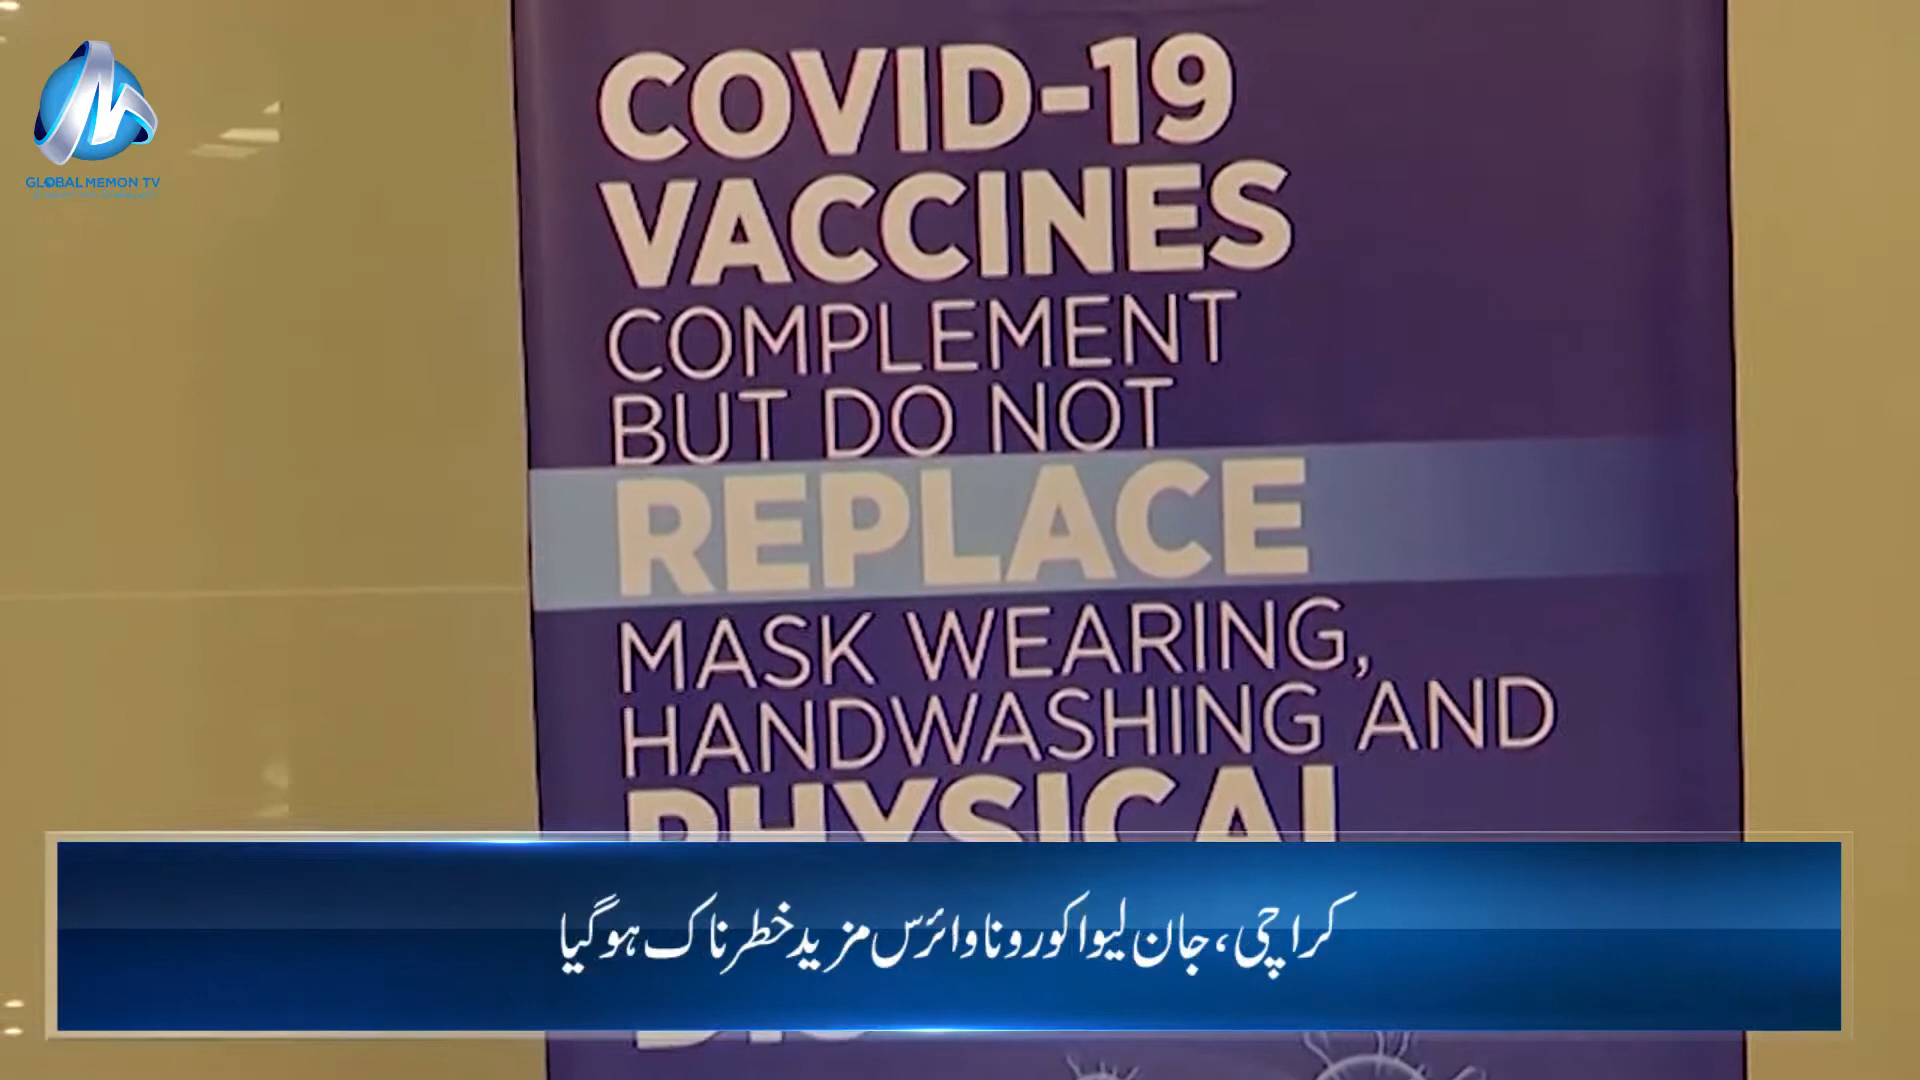 GLOBAL MEMON TV
COVID-19
VACCINES
COMPLEMENT
BUT DO NOT
REPLACE
MASK WEARING,
HANDWASHING AND
PHYSICAL
کراچی، جان لیوا کورونا وائرس مزید خطرناک ہوگیا